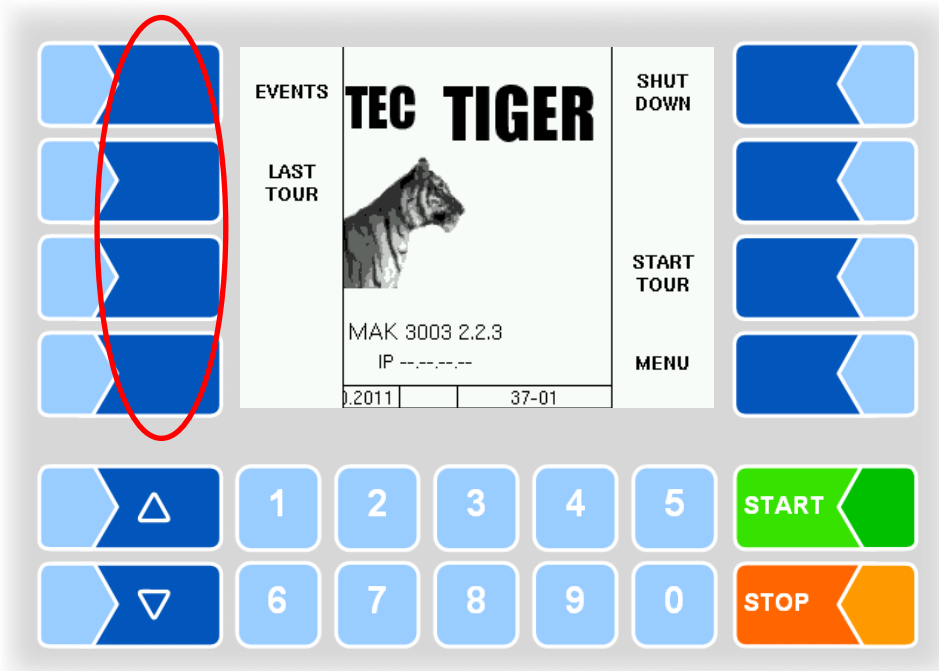 EVENTS
LAST
TOUR
TEC TIGER
MAK 3003 2.2.3
IP --.--.--.--
).2011
37-01
SHUT
DOWN
START
TOUR
MENU
1 2 3 4 5 START
6 7 8 9 0 STOP